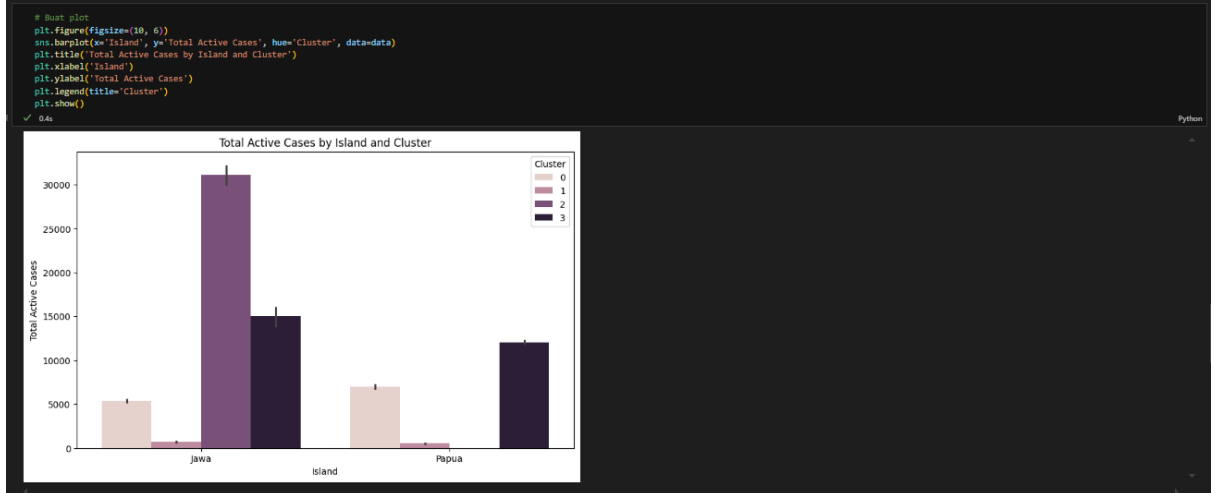 # Buat plot
plt.figure(figsize=(10, 6))
sns.barplot(x='Island', y='Total Active Cases', hue='Cluster', data=data)
plt.title('Total Active Cases by Island and Cluster')
plt.xlabel('Island')
plt.ylabel('Total Active Cases')
plt.legend(title='Cluster')
plt.show()
0.4s
Python
Total Active Cases by Island and Cluster
Cluster
0
1
2
3
30000
25000
20000
15000
10000
5000
0
Total Active Cases
Jawa
Papua
Island